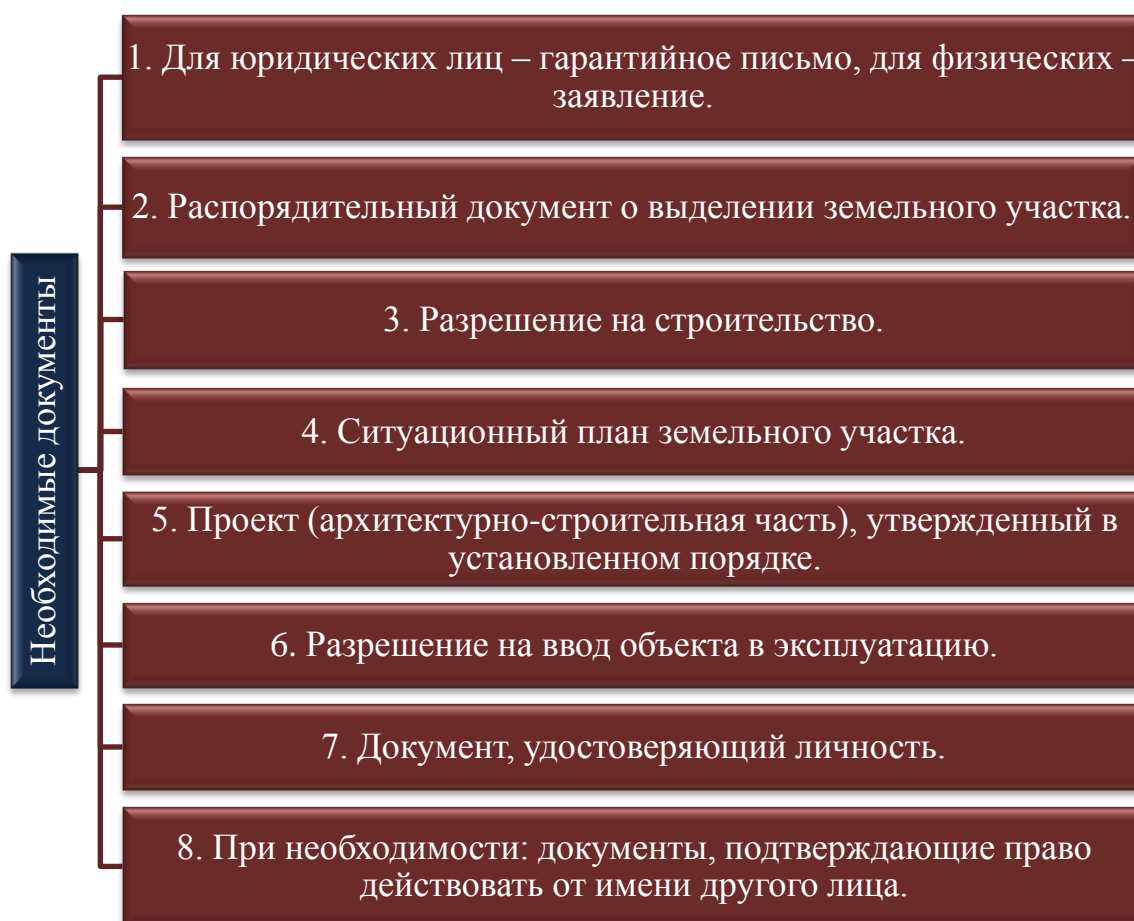 Необходимые документы
1. Для юридических лиц – гарантийное письмо, для физических –
заявление.
2. Распорядительный документ о выделении земельного участка.
3. Разрешение на строительство.
4. Ситуационный план земельного участка.
5. Проект (архитектурно-строительная часть), утвержденный в
установленном порядке.
6. Разрешение на ввод объекта в эксплуатацию.
7. Документ, удостоверяющий личность.
8. При необходимости: документы, подтверждающие право
действовать от имени другого лица.